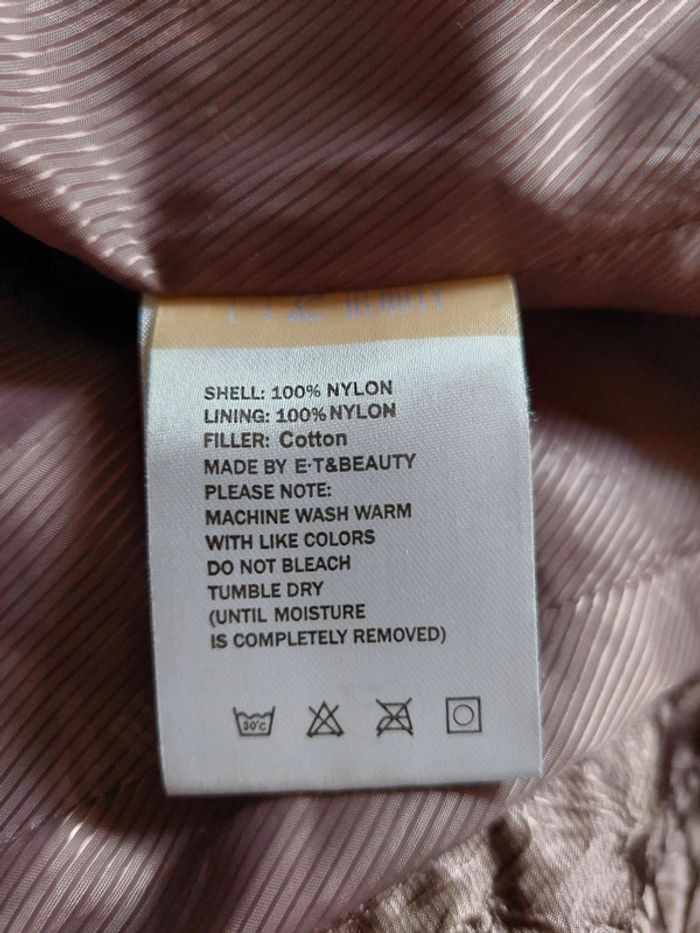 SHELL: 100% NYLON
LINING: 100% NYLON
FILLER: Cotton
MADE BY E·T&BEAUTY
PLEASE NOTE:
MACHINE WASH WARM
WITH LIKE COLORS
DO NOT BLEACH
TUMBLE DRY
(UNTIL MOISTURE
IS COMPLETELY REMOVED)
30°C